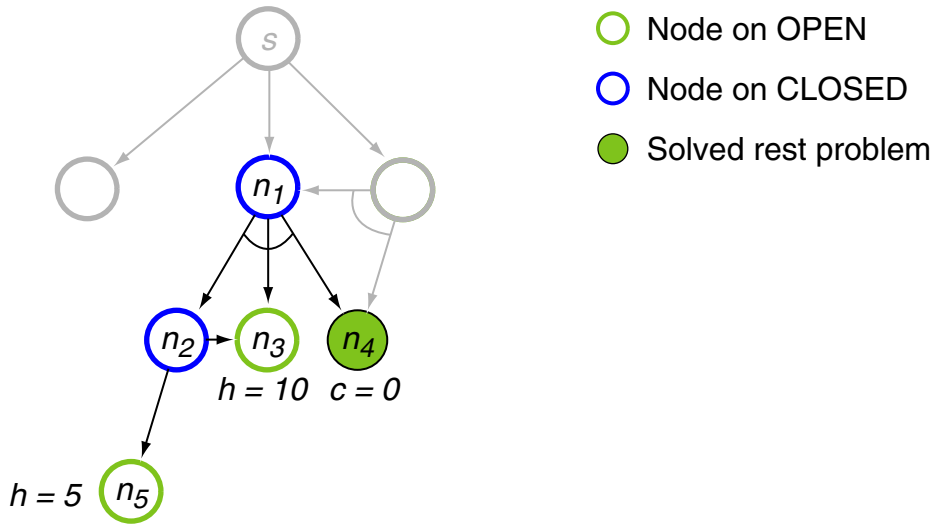 s
Node on OPEN
Node on CLOSED
Solved rest problem
n1
n2
n3
n4
h = 10
c = 0
h = 5
n5